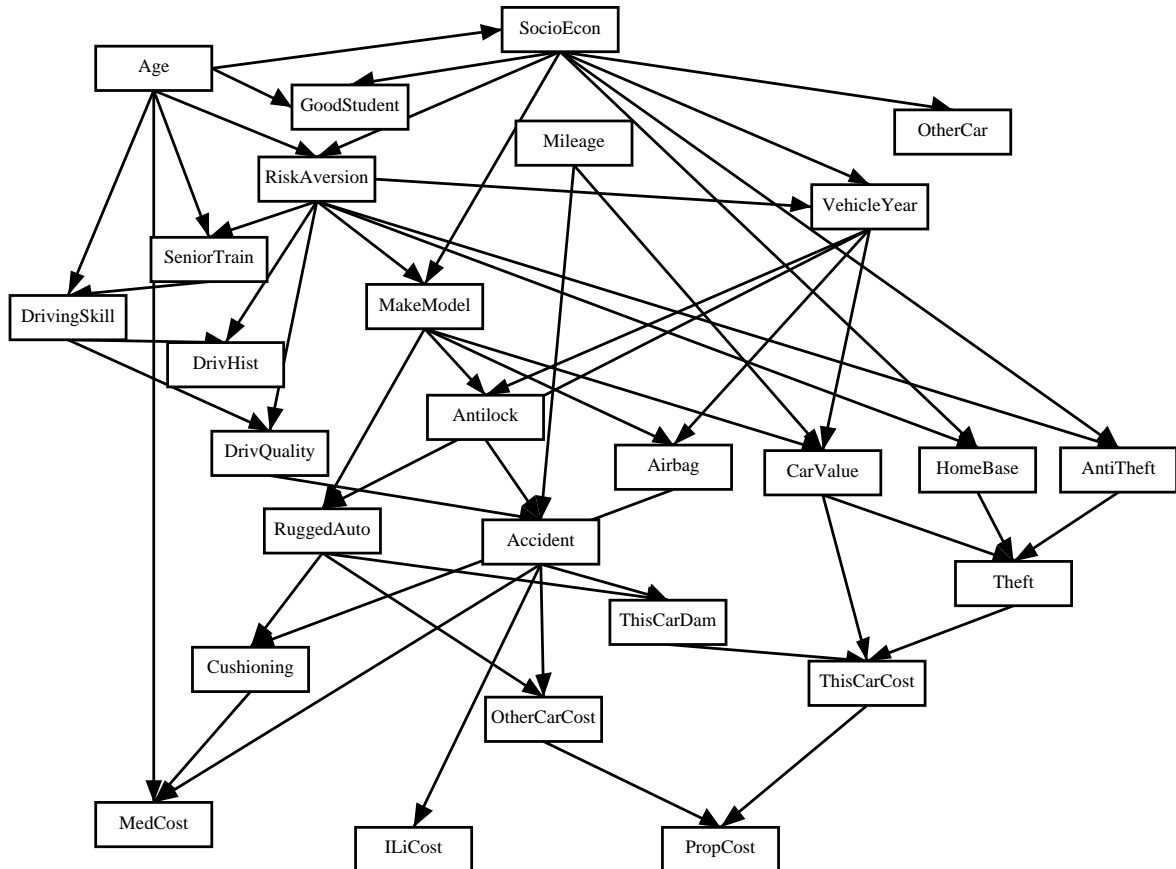 SocioEcon
Age
GoodStudent
OtherCar
Mileage
RiskAversion
VehicleYear
SeniorTrain
MakeModel
DrivingSkill
DrivHist
Antilock
DrivQuality
Airbag
CarValue
HomeBase
AntiTheft
RuggedAuto
Accident
Theft
ThisCarDam
Cushioning
ThisCarCost
OtherCarCost
MedCost
ILiCost
PropCost